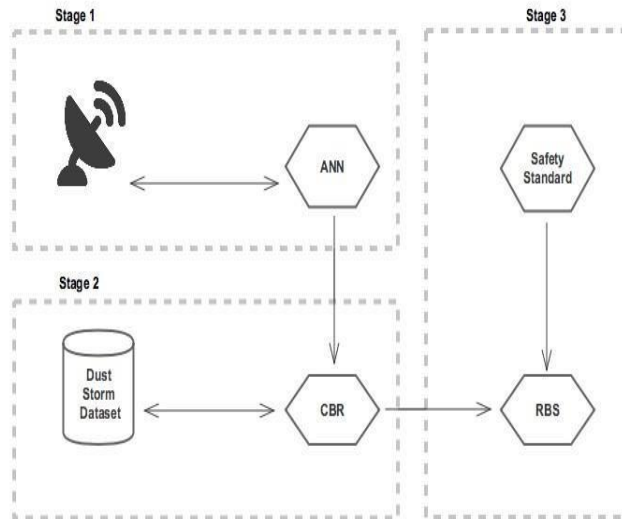 Stage 1
Stage 3
ANN
Safety
Standard
Stage 2
Dust
Storm
Dataset
CBR
RBS